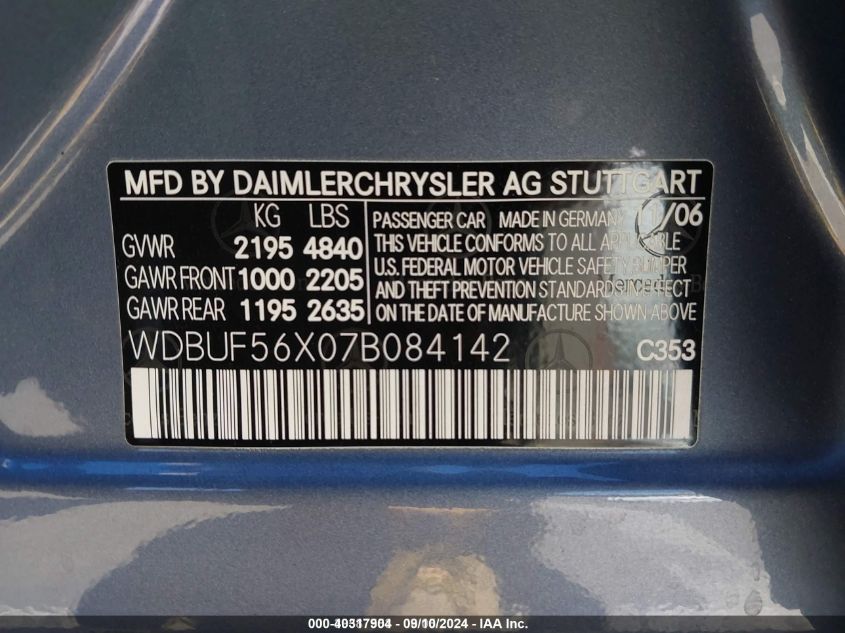 MFD BY DAIMLERCHRYSLER AG STUTTGART
KG LBS
GVWR 2195 4840
GAWR FRONT 1000 2205
GAWR REAR 1195 2635
PASSENGER CAR MADE IN GERMANY 11/06
THIS VEHICLE CONFORMS TO ALL APPLICABLE
U.S. FEDERAL MOTOR VEHICLE SAFETY BUMPER
AND THEFT PREVENTION STANDARDS IN
EFFECT ON THE DATE OF MANUFACTURE SHOWN ABOVE
WDBUF56X07B084142 C353
000-40317904 - 09/10/2024 - IAA Inc.